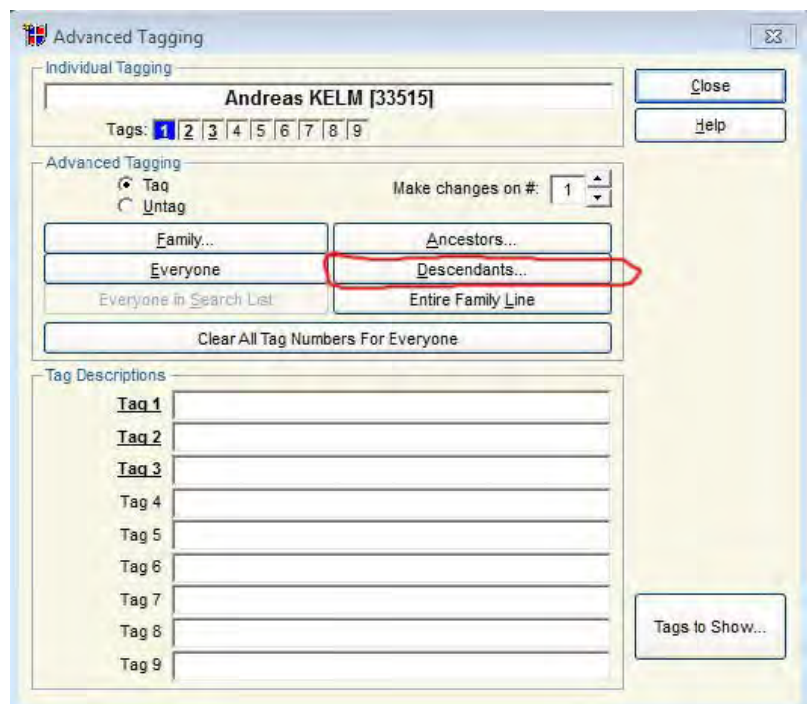 Advanced Tagging
Individual Tagging
Andreas KELM [33515]
Close
Tags: 1 2 3 4 5 6 7 8 9
Help
Advanced Tagging
Tag
Make changes on #: 1
Untag
Family... Ancestors...
Everyone Descendants...
Everyone in Search List Entire Family Line
Clear All Tag Numbers For Everyone
Tag Descriptions
Tag 1
Tag 2
Tag 3
Tag 4
Tag 5
Tag 6
Tag 7
Tag 8
Tags to Show...
Tag 9